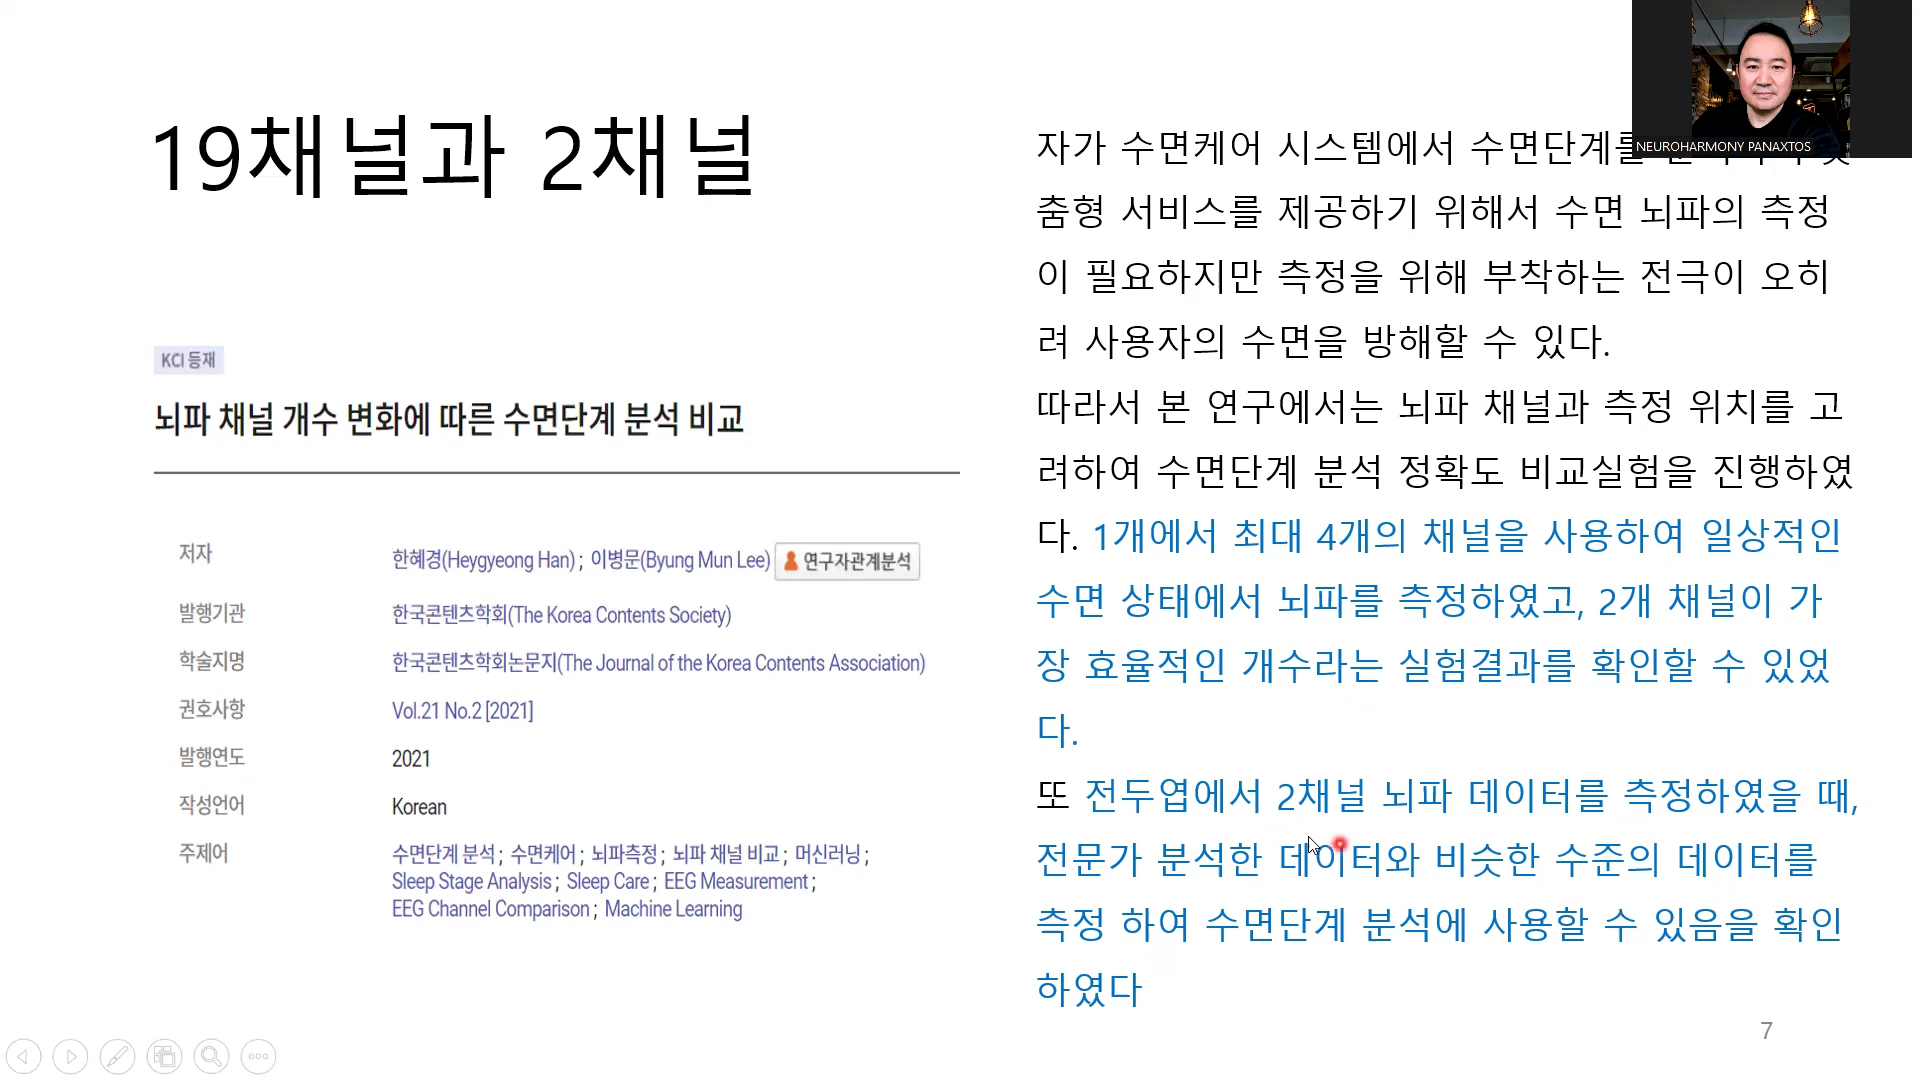 19채널과 2채널
KCI 등재
뇌파 채널 개수 변화에 따른 수면단계 분석 비교
저자 한혜경(Heygyeong Han) ; 이병문(Byung Mun Lee) 연구자관계분석
발행기관 한국콘텐츠학회(The Korea Contents Society)
학술지명 한국콘텐츠학회논문지(The Journal of the Korea Contents Association)
권호사항 Vol.21 No.2 [2021]
발행연도 2021
작성언어 Korean
주제어 수면단계 분석 ; 수면케어 ; 뇌파측정 ; 뇌파 채널 비교 ; 머신러닝 ;
Sleep Stage Analysis ; Sleep Care ; EEG Measurement ;
EEG Channel Comparison ; Machine Learning
자가 수면케어 시스템에서 수면단계를
춤형 서비스를 제공하기 위해서 수면 뇌파의 측정
이 필요하지만 측정을 위해 부착하는 전극이 오히
려 사용자의 수면을 방해할 수 있다.
따라서 본 연구에서는 뇌파 채널과 측정 위치를 고
려하여 수면단계 분석 정확도 비교실험을 진행하였
다. 1개에서 최대 4개의 채널을 사용하여 일상적인
수면 상태에서 뇌파를 측정하였고, 2개 채널이 가
장 효율적인 개수라는 실험결과를 확인할 수 있었
다.
또 전두엽에서 2채널 뇌파 데이터를 측정하였을 때,
전문가 분석한 데이터와 비슷한 수준의 데이터를
측정 하여 수면단계 분석에 사용할 수 있음을 확인
하였다
NEUROHARMONY PANAXTOS
7